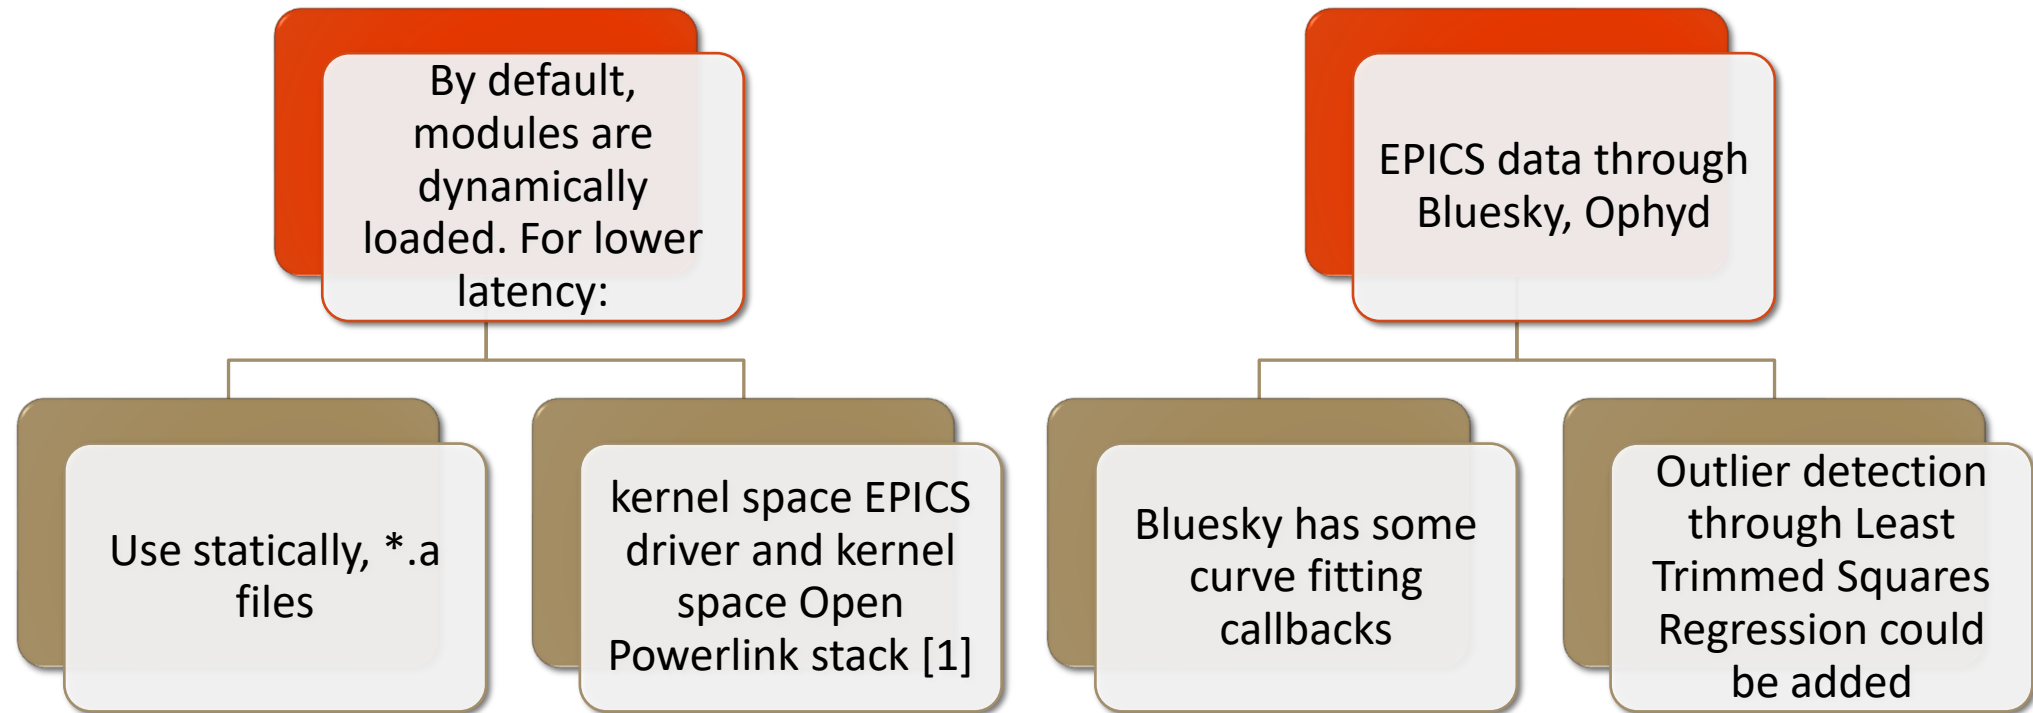 By default,
modules are
dynamically
loaded. For lower
latency:
Use statically, *.a
files
kernel space EPICS
driver and kernel
space Open
Powerlink stack [1]
EPICS data through
Bluesky, Ophyd
Bluesky has some
curve fitting
callbacks
Outlier detection
through Least
Trimmed Squares
Regression could
be added